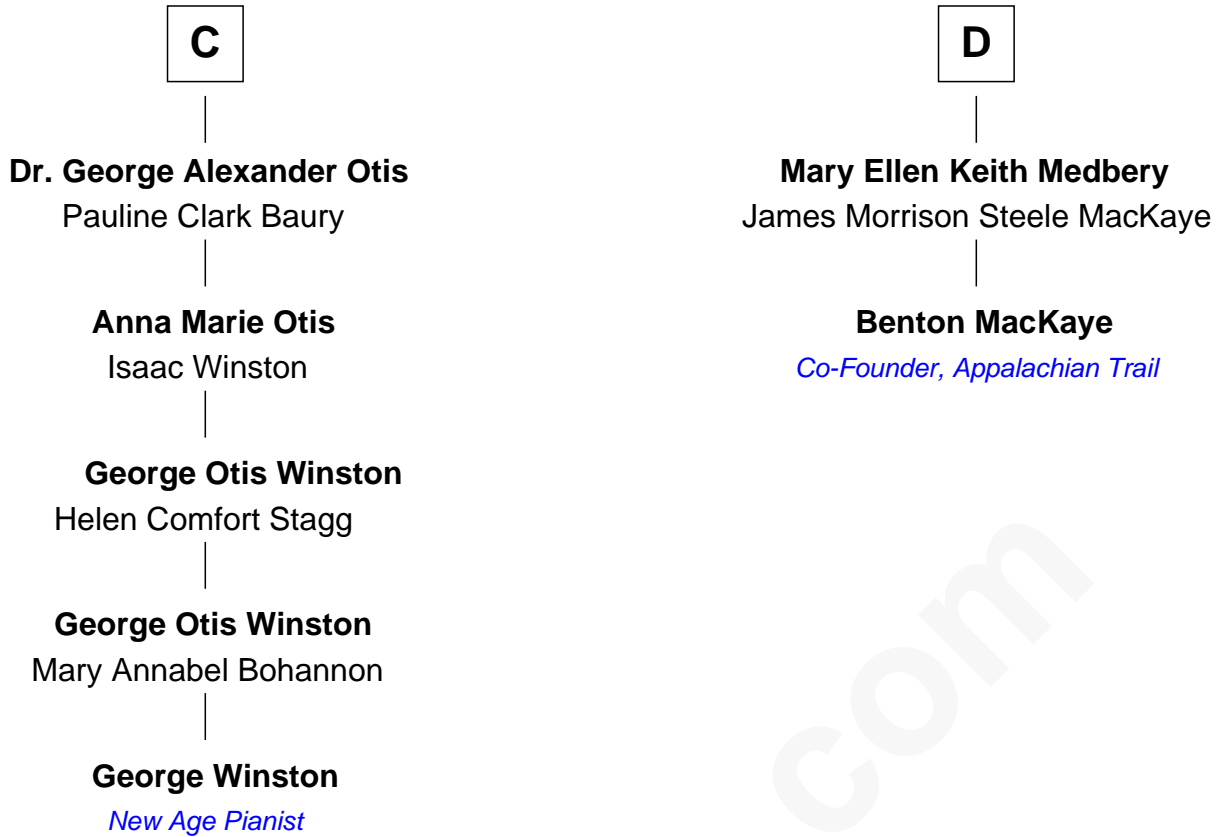 C
Dr. George Alexander Otis
Pauline Clark Baury
Anna Marie Otis
Isaac Winston
George Otis Winston
Helen Comfort Stagg
George Otis Winston
Mary Annabel Bohannon
George Winston
New Age Pianist
D
Mary Ellen Keith Medbery
James Morrison Steele MacKaye
Benton MacKaye
Co-Founder, Appalachian Trail
com